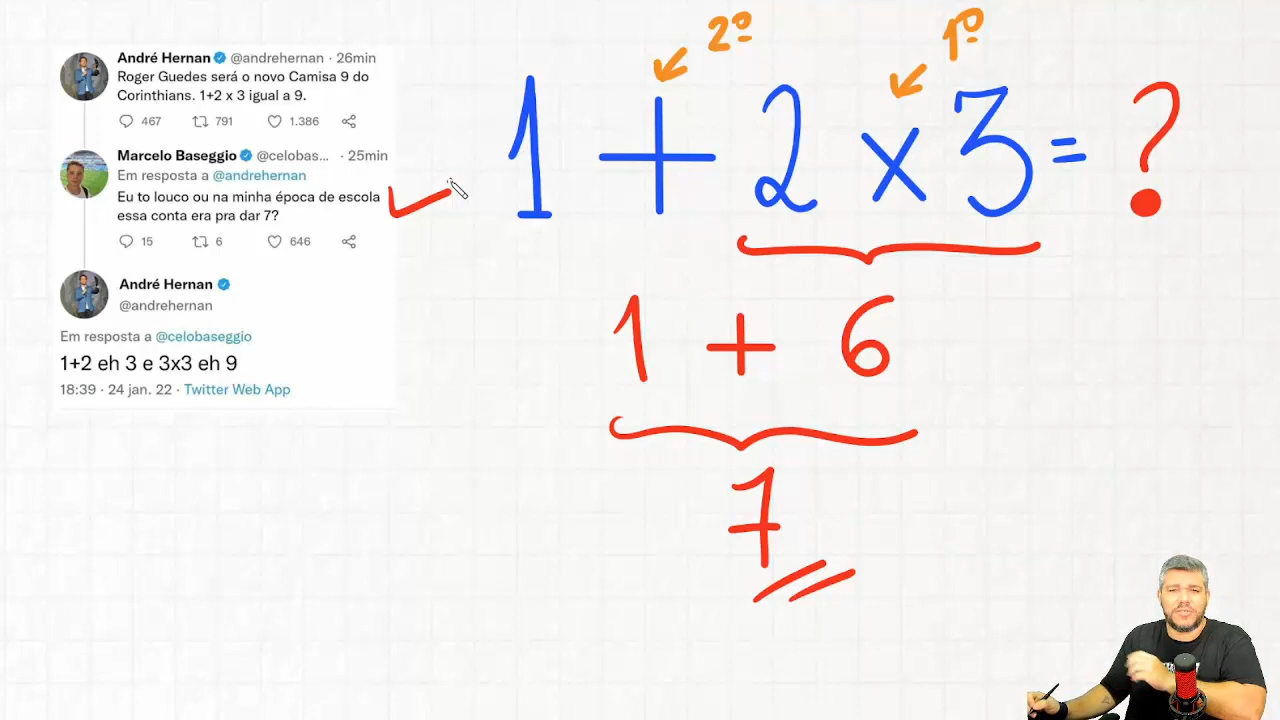 André Hernan @andrehernan · 26min
Roger Guedes será o novo Camisa 9 do
Corinthians. 1+2 x 3 igual a 9.
467 791 1.386
Marcelo Baseggio @celobas... · 25min
Em resposta a @andrehernan
Eu to louco ou na minha época de escola
essa conta era pra dar 7?
15 6 646
André Hernan
@andrehernan
Em resposta a @celobaseggio
1+2 eh 3 e 3x3 eh 9
18:39 · 24 jan. 22 · Twitter Web App
2º 1º
1 + 2 x 3 = ?
1 + 6
7